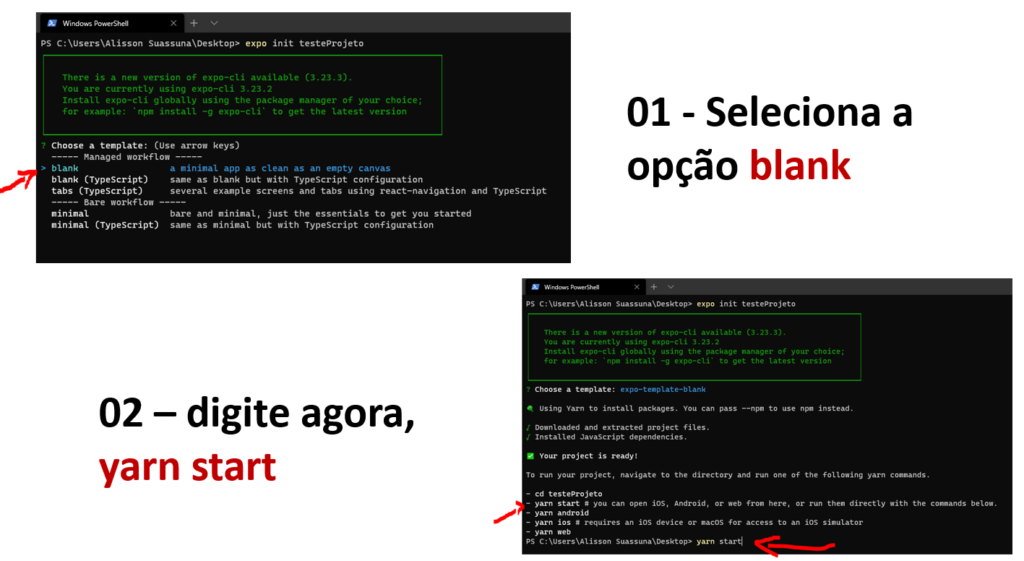 Windows PowerShell
PS C:\Users\Alisson Suassuna\Desktop> expo init testeProjeto
There is a new version of expo-cli available (3.23.3).
You are currently using expo-cli 3.23.2
Install expo-cli globally using the package manager of your choice;
for example: `npm install -g expo-cli` to get the latest version
? Choose a template: (Use arrow keys)
----- Managed workflow -----
> blank a minimal app as clean as an empty canvas
blank (TypeScript) same as blank but with TypeScript configuration
tabs (TypeScript) several example screens and tabs using react-navigation and TypeScript
----- Bare workflow -----
minimal bare and minimal, just the essentials to get you started
minimal (TypeScript) same as minimal but with TypeScript configuration
01 - Seleciona a
opção blank
02 – digite agora,
yarn start
Windows PowerShell
PS C:\Users\Alisson Suassuna\Desktop> expo init testeProjeto
There is a new version of expo-cli available (3.23.3).
You are currently using expo-cli 3.23.2
Install expo-cli globally using the package manager of your choice;
for example: `npm install -g expo-cli` to get the latest version
? Choose a template: expo-template-blank
Using Yarn to install packages. You can pass --npm to use npm instead.
√ Downloaded and extracted project files.
√ Installed JavaScript dependencies.
✅ Your project is ready!
To run your project, navigate to the directory and run one of the following yarn commands.
- cd testeProjeto
- yarn start # you can open iOS, Android, or web from here, or run them directly with the commands below.
- yarn android
- yarn ios # requires an iOS device or macOS for access to an iOS simulator
- yarn web
PS C:\Users\Alisson Suassuna\Desktop> yarn start